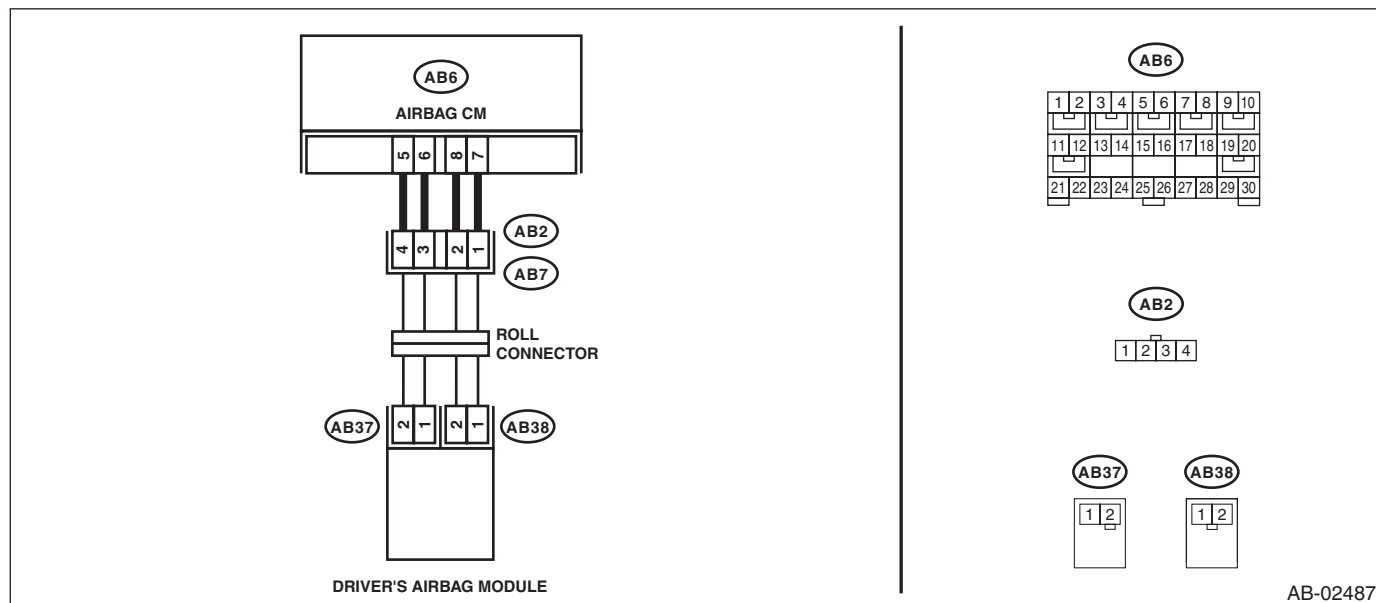 AB6
AIRBAG CM
5 6 8 7
AB2
4 3 2 1
AB7
ROLL
CONNECTOR
AB37
2 1 2 1
AB38
DRIVER'S AIRBAG MODULE
AB6
1 2 3 4 5 6 7 8 9 10
11 12 13 14 15 16 17 18 19 20
21 22 23 24 25 26 27 28 29 30
AB2
1 2 3 4
AB37 AB38
1 2 1 2
AB-02487